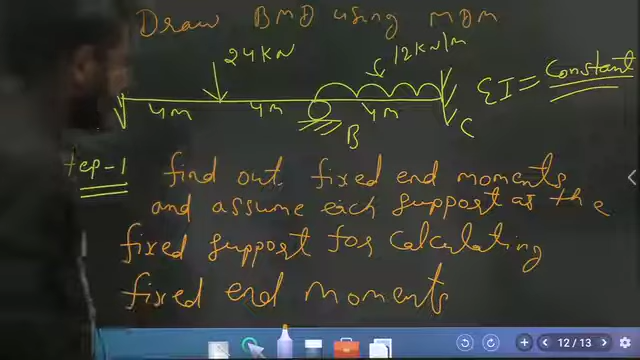 Draw BMD using MDM
24KN
12KN/m
EI = Constant
4m
4m
4m
B
C
tep-1
find out fixed end moments
and assume each support as the
fixed support for calculating
fixed end moments
12/13